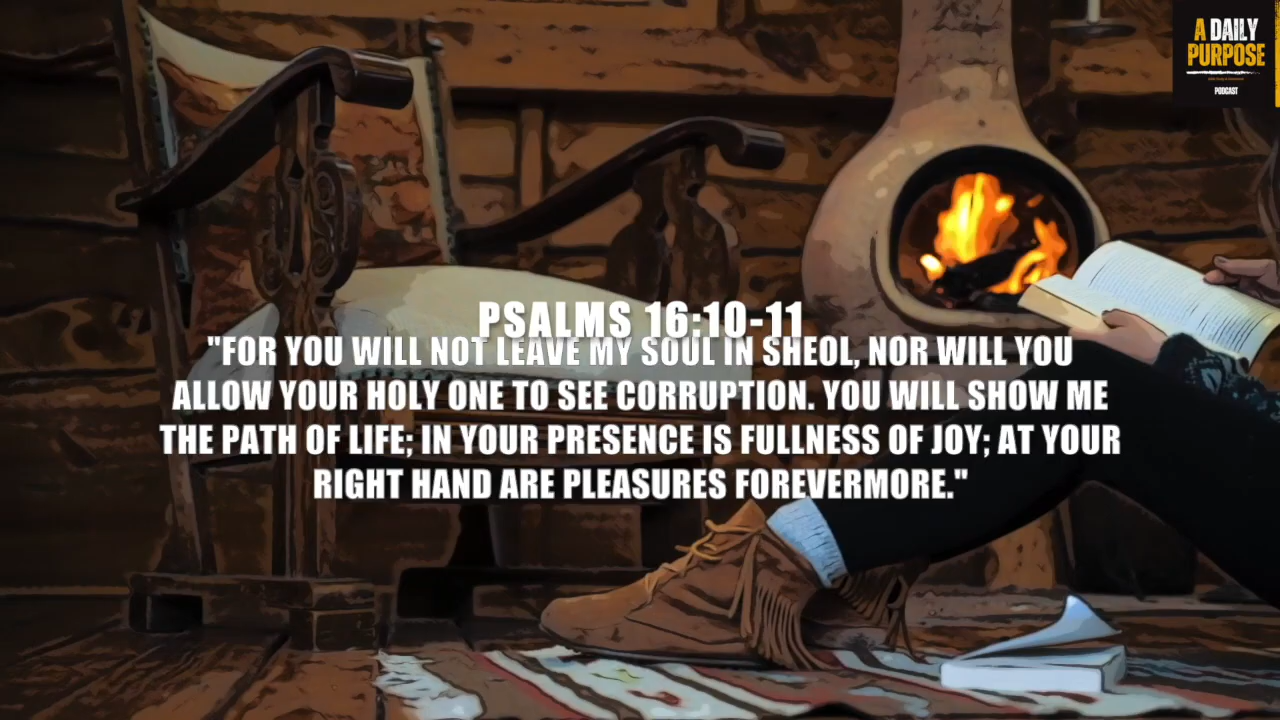 A DAILY
PURPOSE
PODCAST
PSALMS 16:10-11
"FOR YOU WILL NOT LEAVE MY SOUL IN SHEOL, NOR WILL YOU
ALLOW YOUR HOLY ONE TO SEE CORRUPTION. YOU WILL SHOW ME
THE PATH OF LIFE; IN YOUR PRESENCE IS FULLNESS OF JOY; AT YOUR
RIGHT HAND ARE PLEASURES FOREVERMORE."